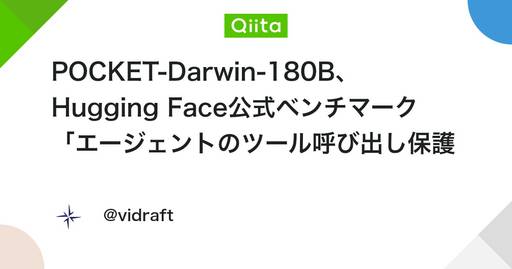 Qiita
POCKET-Darwin-180B、
Hugging Face公式ベンチマーク
「エージェントのツール呼び出し保護
@vidraft